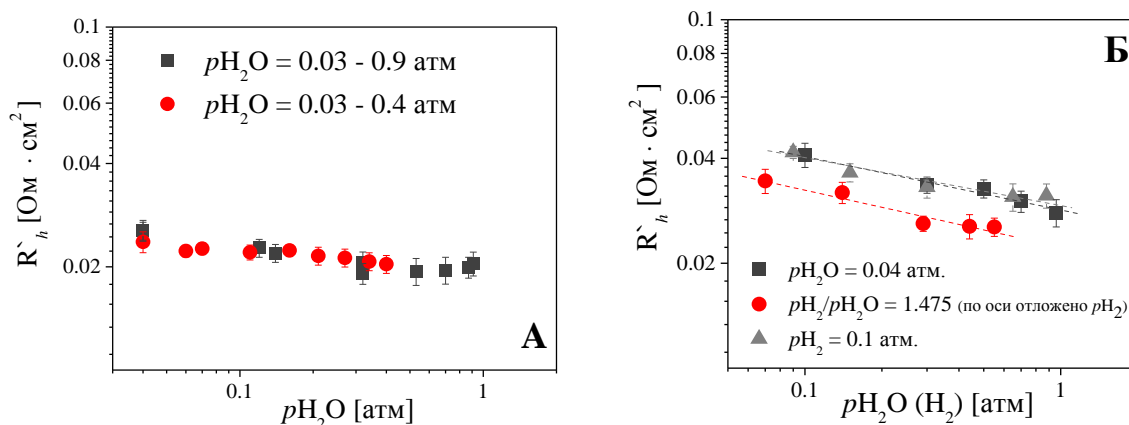 0.1
0.08
0.06
0.04
0.02
R`h [Ом · см²]
pH₂O = 0.03 - 0.9 атм
pH₂O = 0.03 - 0.4 атм
А
0.1 1
pH₂O [атм]
0.1
0.08
0.06
0.04
0.02
R`h [Ом · см²]
Б
pH₂O = 0.04 атм.
pH₂/pH₂O = 1.475 (по оси отложено pH₂)
pH₂ = 0.1 атм.
0.1 1
pH₂O (H₂) [атм]